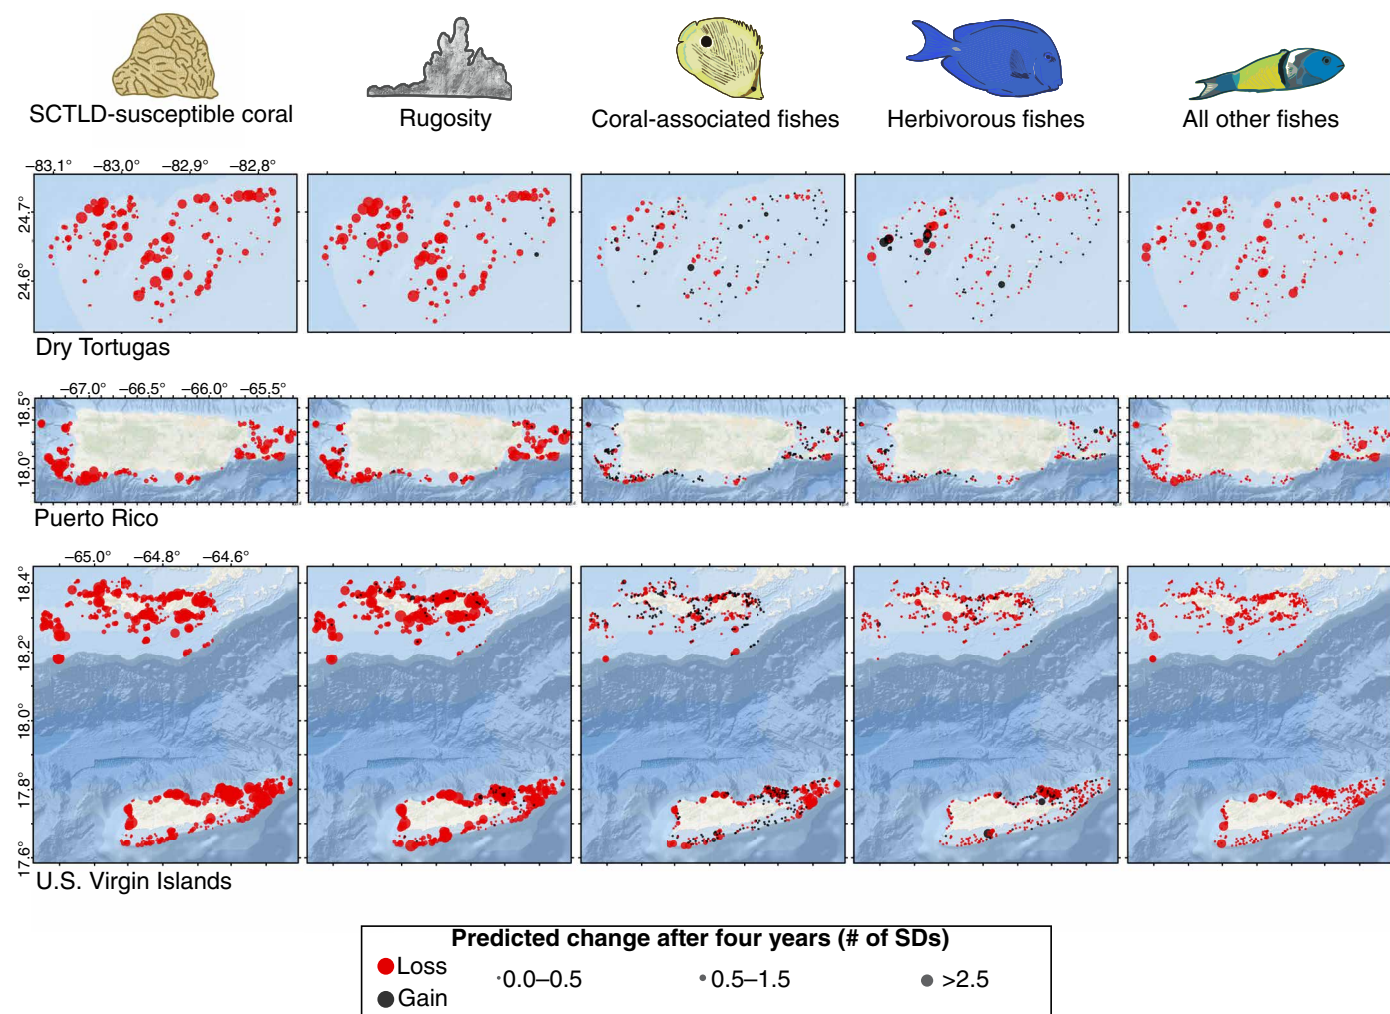 SCTLD-susceptible coral
Rugosity
Coral-associated fishes
Herbivorous fishes
All other fishes
−83.1° −83.0° −82.9° −82.8°
24.7°
24.6°
Dry Tortugas
−67.0° −66.5° −66.0° −65.5°
18.5°
18.0°
Puerto Rico
−65.0° −64.8° −64.6°
18.4°
18.2°
18.0°
17.8°
17.6°
U.S. Virgin Islands
Predicted change after four years (# of SDs)
Loss
Gain
0.0–0.5
0.5–1.5
>2.5